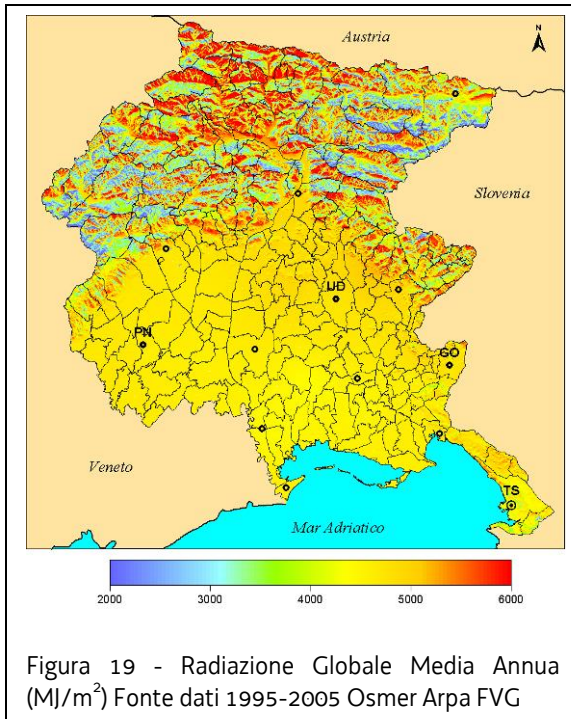 Austria
N
Slovenia
UD
PN
GO
Veneto
TS
Mar Adriatico
2000 3000 4000 5000 6000
Figura 19 - Radiazione Globale Media Annua
(MJ/m²) Fonte dati 1995-2005 Osmer Arpa FVG